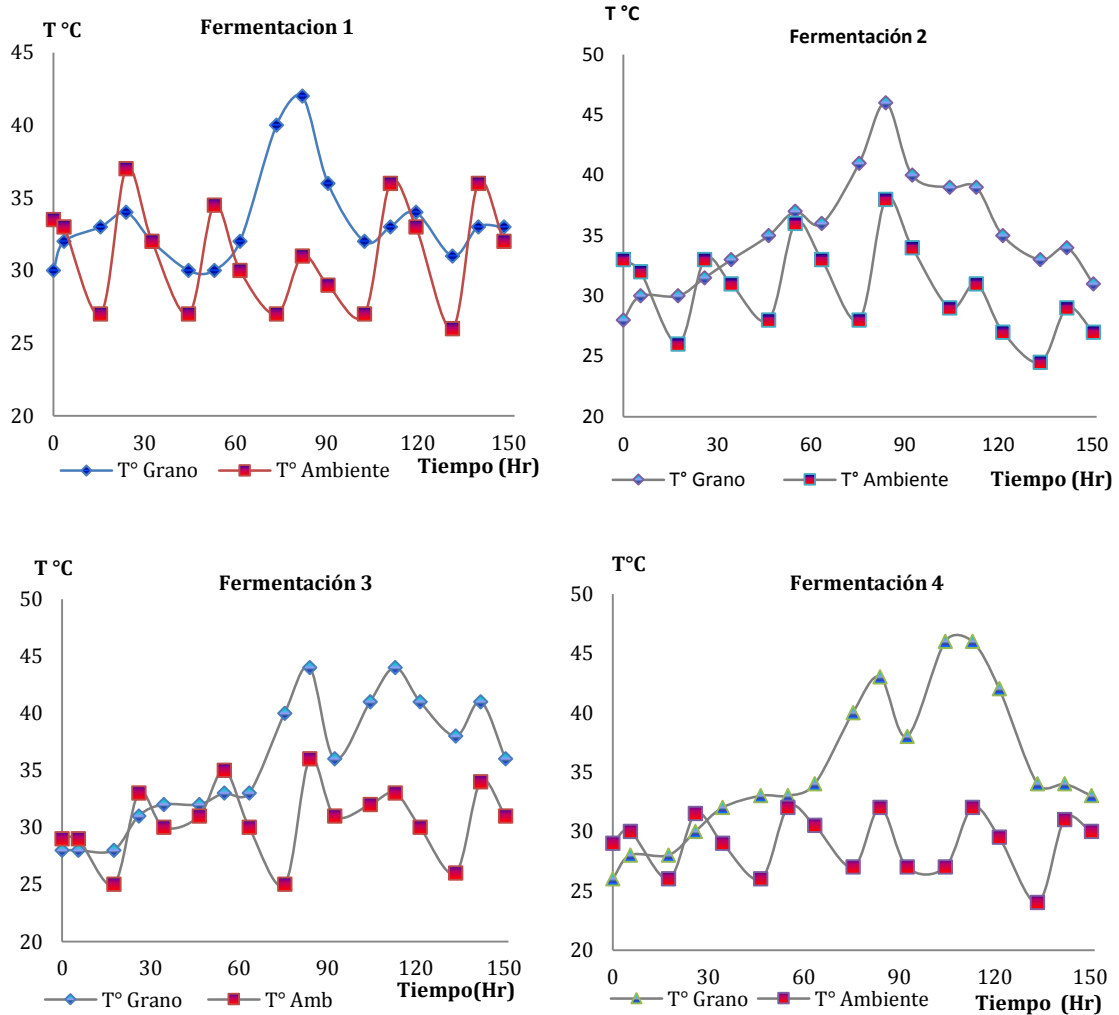 T °C
Fermentacion 1
45
40
35
30
25
20
0 30 60 90 120 150
T° Grano T° Ambiente Tiempo (Hr)
T °C
Fermentación 2
50
45
40
35
30
25
20
0 30 60 90 120 150
T° Grano T° Ambiente Tiempo (Hr)
T °C
Fermentación 3
50
45
40
35
30
25
20
0 30 60 90 120 150
T° Grano T° Amb Tiempo(Hr)
T°C
Fermentación 4
50
45
40
35
30
25
20
0 30 60 90 120 150
T° Grano T° Ambiente Tiempo (Hr)